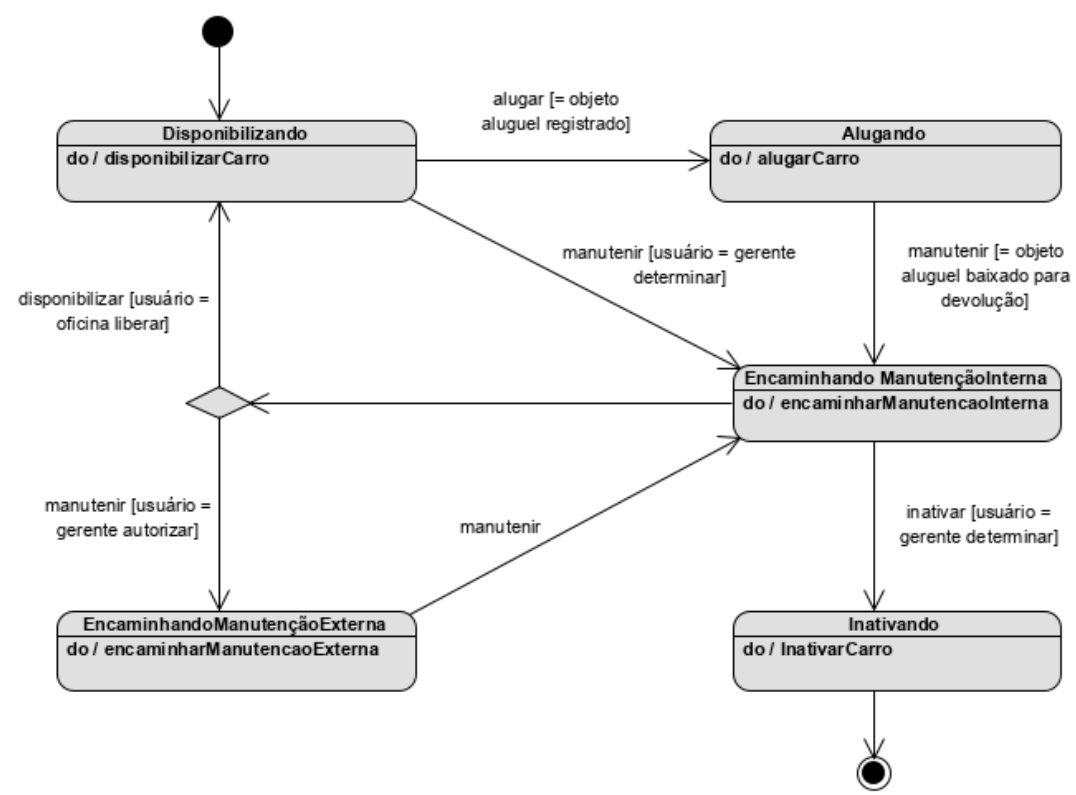 alugar [= objeto
aluguel registrado]
Disponibilizando
do / disponibilizarCarro
Alugando
do / alugarCarro
manutenir [usuário = gerente
determinar]
manutenir [= objeto
aluguel baixado para
devolução]
disponibilizar [usuário =
oficina liberar]
Encaminhando ManutençãoInterna
do / encaminharManutencaoInterna
manutenir [usuário =
gerente autorizar]
manutenir
inativar [usuário =
gerente determinar]
EncaminhandoManutençãoExterna
do / encaminharManutencaoExterna
Inativando
do / InativarCarro